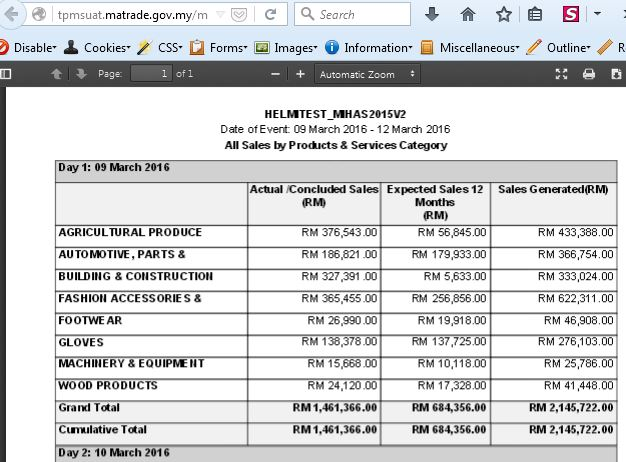 tpmsuat.matrade.gov.my/m Search
Disable Cookies CSS Forms Images Information Miscellaneous Outline R
Page: 1 of 1 Automatic Zoom
HELMITEST_MIHAS2015V2
Date of Event: 09 March 2016 - 12 March 2016
All Sales by Products & Services Category
Day 1: 09 March 2016
Actual /Concluded Sales (RM) Expected Sales 12 Months (RM) Sales Generated(RM)
AGRICULTURAL PRODUCE RM 376,543.00 RM 56,845.00 RM 433,388.00
AUTOMOTIVE, PARTS & RM 186,821.00 RM 179,933.00 RM 366,754.00
BUILDING & CONSTRUCTION RM 327,391.00 RM 5,633.00 RM 333,024.00
FASHION ACCESSORIES & RM 365,455.00 RM 256,856.00 RM 622,311.00
FOOTWEAR RM 26,990.00 RM 19,918.00 RM 46,908.00
GLOVES RM 138,378.00 RM 137,725.00 RM 276,103.00
MACHINERY & EQUIPMENT RM 15,668.00 RM 10,118.00 RM 25,786.00
WOOD PRODUCTS RM 24,120.00 RM 17,328.00 RM 41,448.00
Grand Total RM 1,461,366.00 RM 684,356.00 RM 2,145,722.00
Cumulative Total RM 1,461,366.00 RM 684,356.00 RM 2,145,722.00
Day 2: 10 March 2016